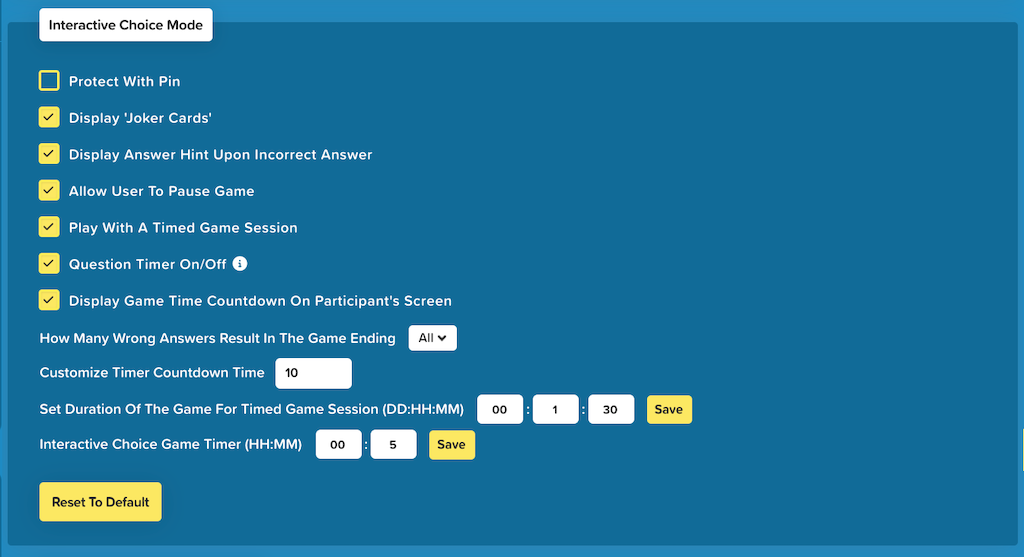 Interactive Choice Mode
Protect With Pin
Display 'Joker Cards'
Display Answer Hint Upon Incorrect Answer
Allow User To Pause Game
Play With A Timed Game Session
Question Timer On/Off i
Display Game Time Countdown On Participant's Screen
How Many Wrong Answers Result In The Game Ending All
Customize Timer Countdown Time 10
Set Duration Of The Game For Timed Game Session (DD:HH:MM) 00 : 1 : 30 Save
Interactive Choice Game Timer (HH:MM) 00 : 5 Save
Reset To Default